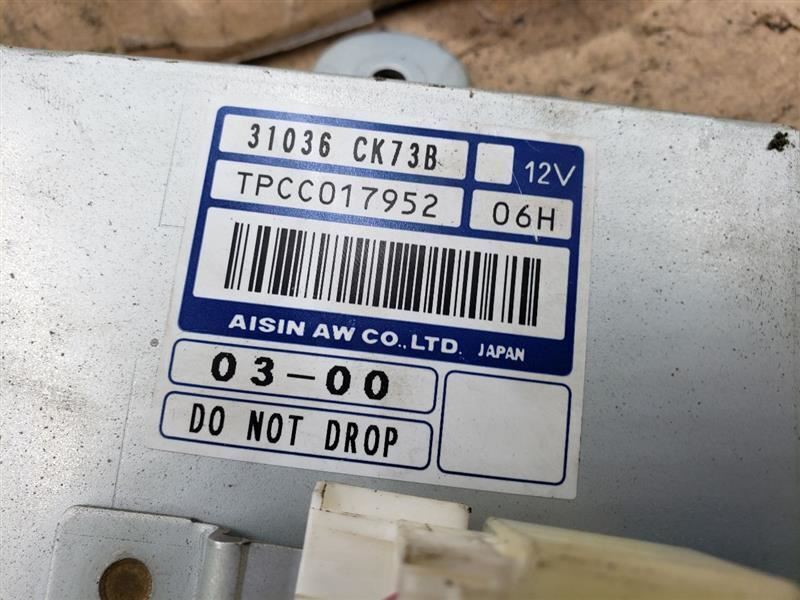 31036 CK73B 12V
TPCC017952 06H
AISIN AW CO.,LTD. JAPAN
03-00
DO NOT DROP